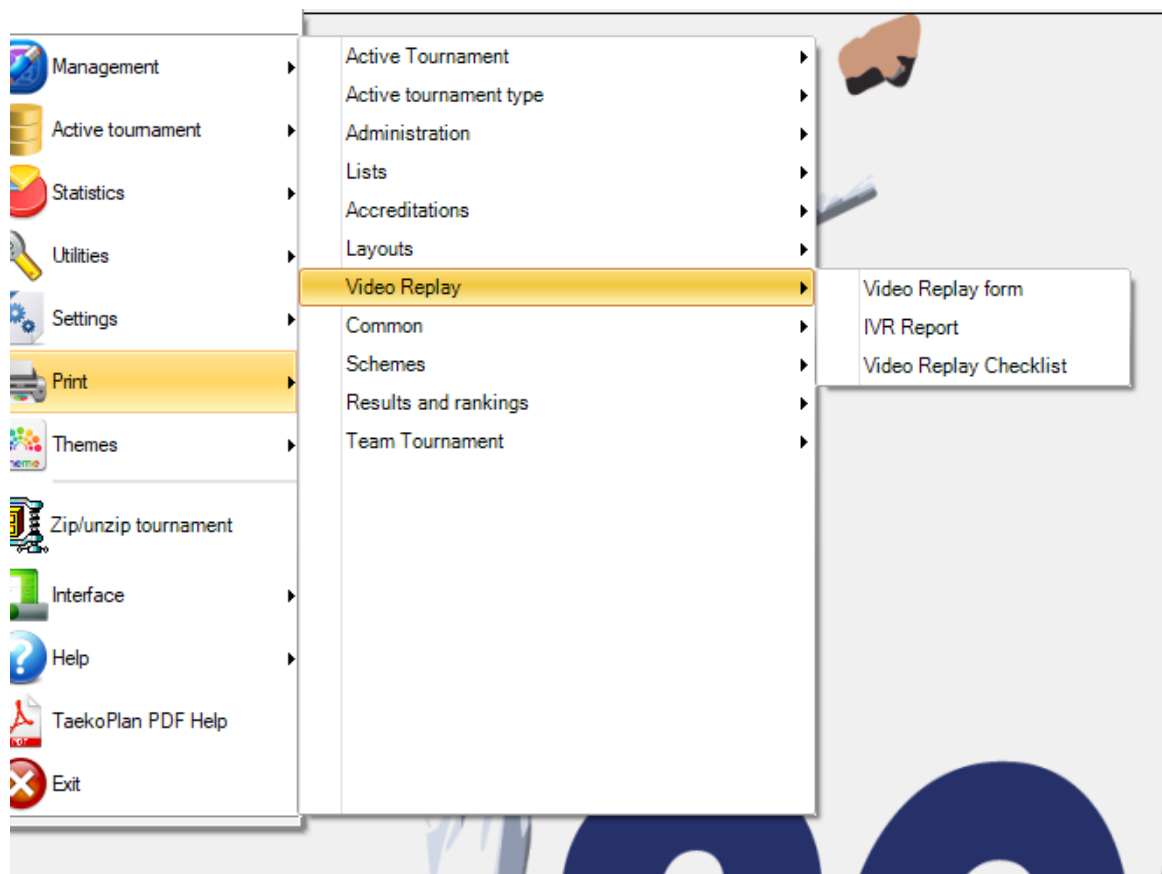 Management
Active tournament
Statistics
Utilities
Settings
Print
Themes
Zip/unzip tournament
Interface
Help
TaekoPlan PDF Help
Exit
Active Tournament
Active tournament type
Administration
Lists
Accreditations
Layouts
Video Replay
Common
Schemes
Results and rankings
Team Tournament
Video Replay form
IVR Report
Video Replay Checklist